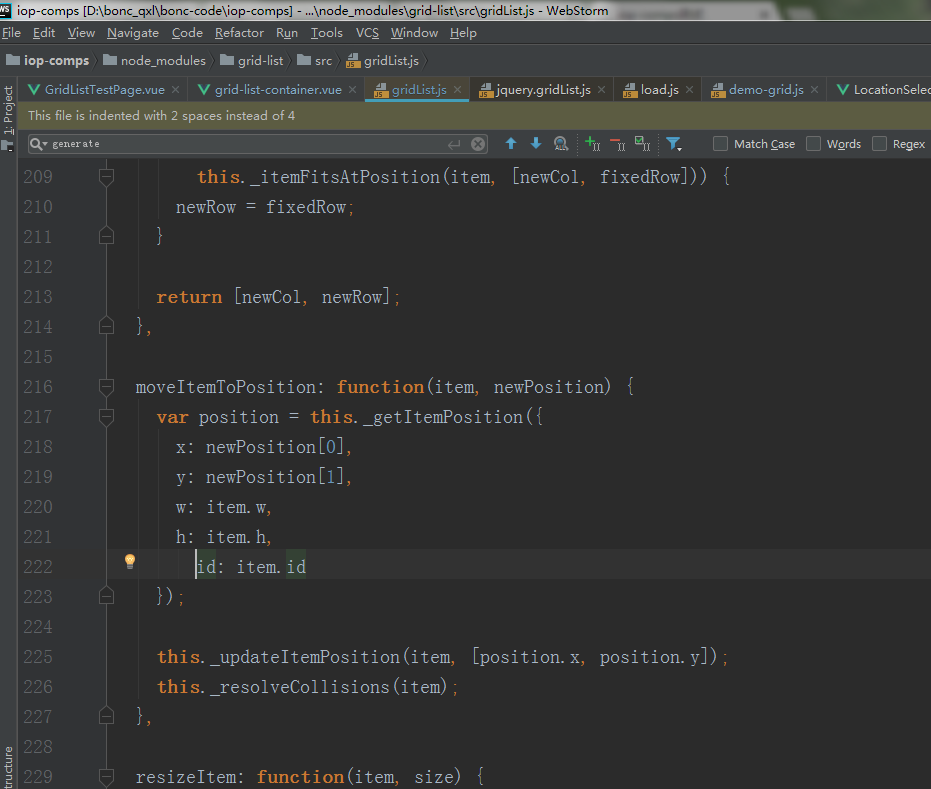 iop-comps [D:\bonc_qxl\bonc-code\iop-comps] - ...\node_modules\grid-list\src\gridList.js - WebStorm
File Edit View Navigate Code Refactor Run Tools VCS Window Help
iop-comps node_modules grid-list src gridList.js
GridListTestPage.vue grid-list-container.vue gridList.js jquery.gridList.js load.js demo-grid.js LocationSelec
1: Project
This file is indented with 2 spaces instead of 4
generate Match Case Words Regex
209 this._itemFitsAtPosition(item, [newCol, fixedRow])) {
210 newRow = fixedRow;
211 }
212
213 return [newCol, newRow];
214 },
215
216 moveItemToPosition: function(item, newPosition) {
217 var position = this._getItemPosition({
218 x: newPosition[0],
219 y: newPosition[1],
220 w: item.w,
221 h: item.h,
222 id: item.id
223 });
224
225 this._updateItemPosition(item, [position.x, position.y]);
226 this._resolveCollisions(item);
227 },
228
229 resizeItem: function(item, size) {
tructure